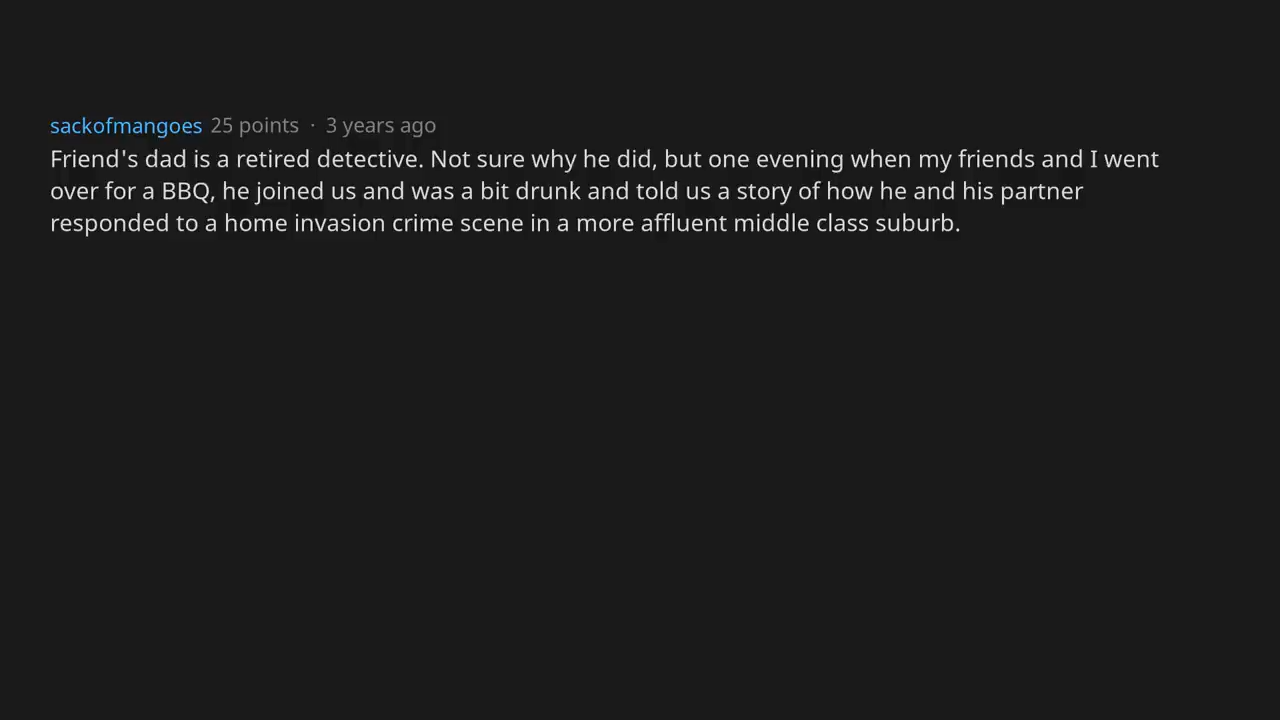 sackofmangoes 25 points · 3 years ago
Friend's dad is a retired detective. Not sure why he did, but one evening when my friends and I went
over for a BBQ, he joined us and was a bit drunk and told us a story of how he and his partner
responded to a home invasion crime scene in a more affluent middle class suburb.